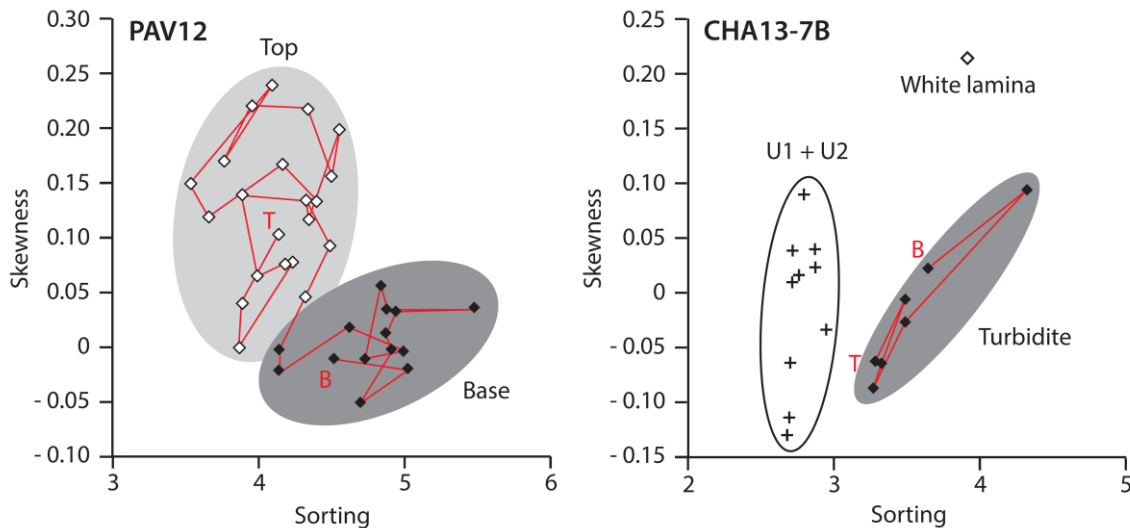 PAV12
Top
T
B
Base
Skewness
0.30
0.25
0.20
0.15
0.10
0.05
0
- 0.05
- 0.10
3
4
5
6
Sorting
CHA13-7B
White lamina
U1 + U2
B
T
Turbidite
Skewness
0.25
0.20
0.15
0.10
0.05
0
- 0.05
- 0.10
- 0.15
2
3
4
5
Sorting